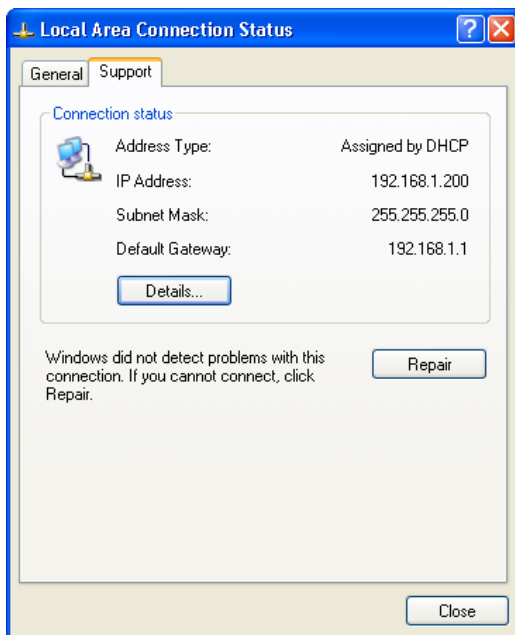 Local Area Connection Status
General Support
Connection status
Address Type: Assigned by DHCP
IP Address: 192.168.1.200
Subnet Mask: 255.255.255.0
Default Gateway: 192.168.1.1
Details...
Windows did not detect problems with this
connection. If you cannot connect, click
Repair.
Repair
Close